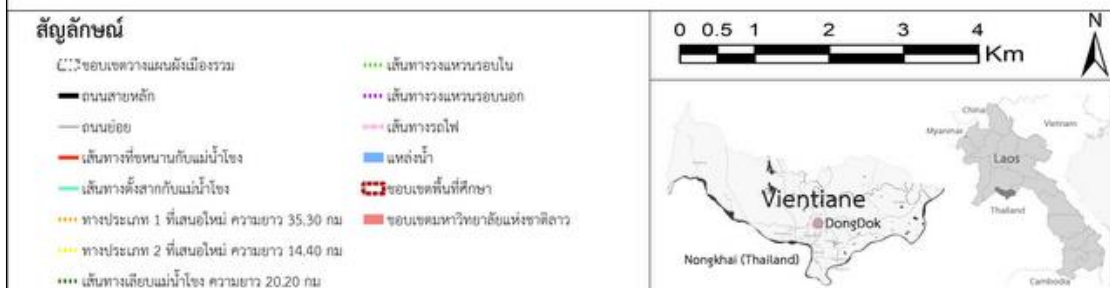 สัญลักษณ์
ขอบเขตวางแผนผังเมืองรวม
ถนนสายหลัก
ถนนย่อย
เส้นทางที่ขหนานกับแม่น้ำโขง
เส้นทางตั้งสากกับแม่น้ำโขง
ทางประเภท 1 ที่เสนอใหม่ ความยาว 35.30 กม
ทางประเภท 2 ที่เสนอใหม่ ความยาว 14.40 กม
เส้นทางเลียบแม่น้ำโขง ความยาว 20.20 กม
เส้นทางวงแหวนรอบใน
เส้นทางวงแหวนรอบนอก
เส้นทางรถไฟ
แหล่งน้ำ
ขอบเขตพื้นที่ศึกษา
ขอบเขตมหาวิทยาลัยแห่งชาติลาว
0 0.5 1 2 3 4
Km
N
Vientiane
DongDok
Nongkhai (Thailand)
China
Myanmar
Vietnam
Laos
Thailand
Cambodia